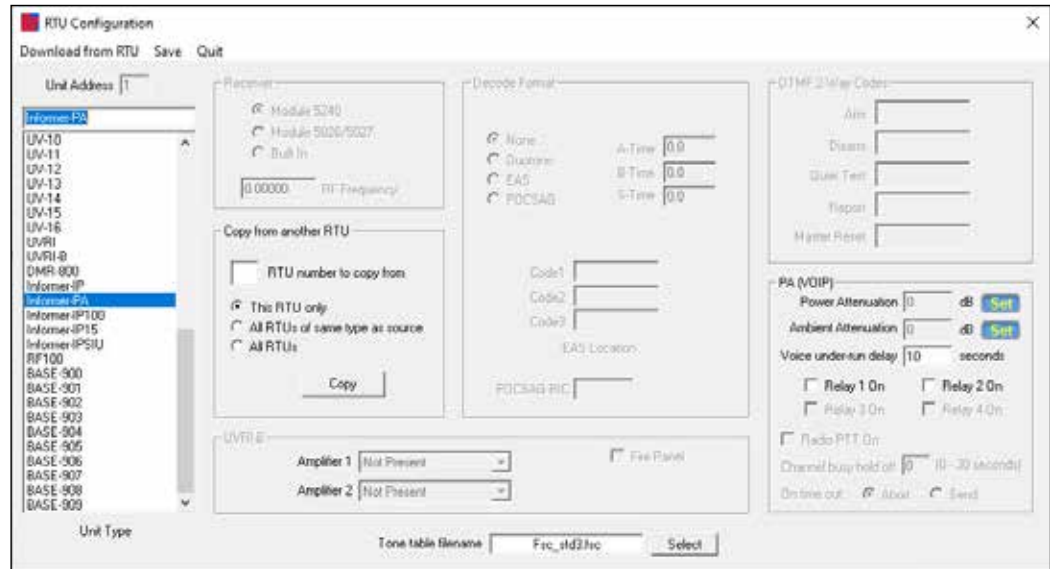 RTU Configuration
Download from RTU Save Quit
Unit Address 1
Informer-PA
UV-10
UV-11
UV-12
UV-13
UV-14
UV-15
UV-16
UVRI
UVRI-B
DMR-800
Informer-IP
Informer-PA
Informer-IP100
Informer-IP15
Informer-IPSIU
RF100
BASE-900
BASE-901
BASE-902
BASE-903
BASE-904
BASE-905
BASE-906
BASE-907
BASE-908
BASE-909
Unit Type
Receiver
Module 5240
Module 5026/5027
Built In
0.00000 RF Frequency
Copy from another RTU
RTU number to copy from
This RTU only
All RTUs of same type as source
All RTUs
Copy
Decode Format
None
Duotone
EAS
POCSAG
A-Time 0.0
B-Time 0.0
S-Time 0.0
Code1
Code2
Code3
EAS Location
POCSAG RIC
UVRI-B
Amplifier 1 Not Present
Amplifier 2 Not Present
Fire Panel
Tone table filename Fsc_std3.fsc Select
DTMF 2-Way Codes
Arm
Disarm
Quiet Test
Report
Master Reset
PA (VOIP)
Power Attenuation 0 dB Set
Ambient Attenuation 0 dB Set
Voice under-run delay 10 seconds
Relay 1 On Relay 2 On
Relay 3 On Relay 4 On
Radio PTT On
Channel busy hold off 0 (0 - 30 seconds)
On time out Abort Send